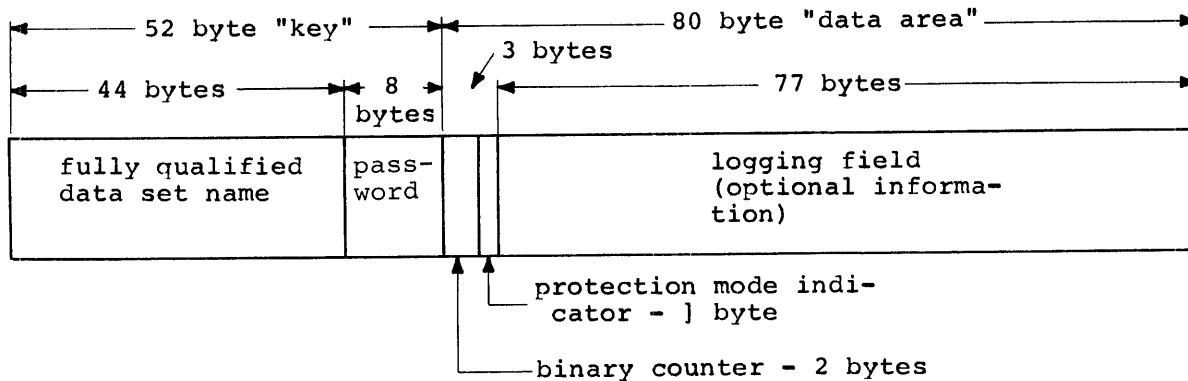 52 byte "key"
80 byte "data area"
3 bytes
44 bytes
8
bytes
77 bytes
fully qualified
data set name
pass-
word
logging field
(optional informa-
tion)
protection mode indi-
cator - ] byte
binary counter - 2 bytes